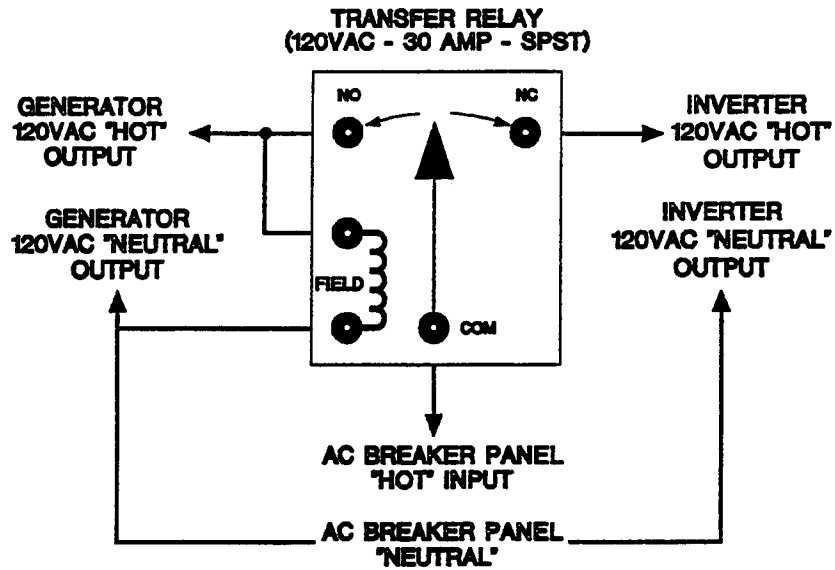 TRANSFER RELAY
(120VAC - 30 AMP - SPST)
NO
NC
GENERATOR
120VAC "HOT"
OUTPUT
INVERTER
120VAC "HOT"
OUTPUT
GENERATOR
120VAC "NEUTRAL"
OUTPUT
INVERTER
120VAC "NEUTRAL"
OUTPUT
FIELD
COM
AC BREAKER PANEL
"HOT" INPUT
AC BREAKER PANEL
"NEUTRAL"